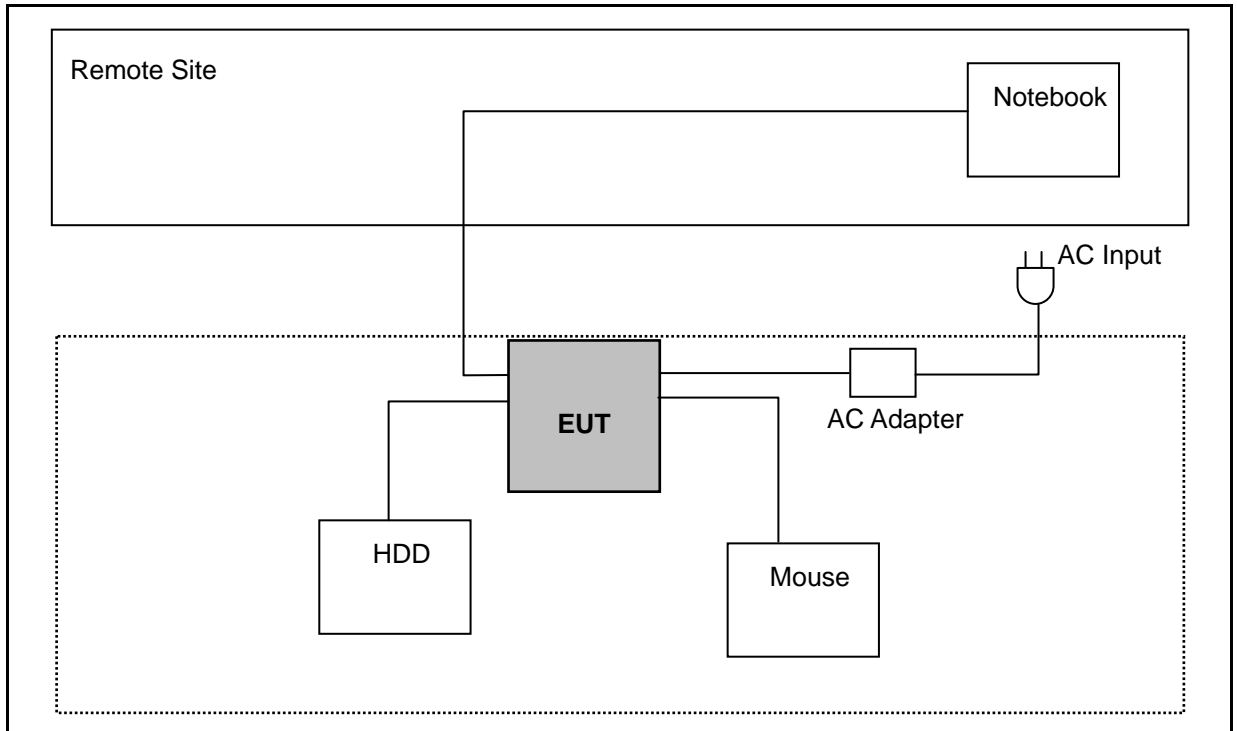 Remote Site
Notebook
AC Input
EUT
AC Adapter
HDD
Mouse